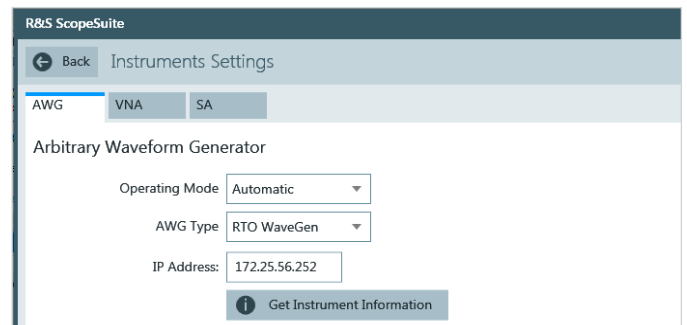 R&S ScopeSuite
Back Instruments Settings
AWG VNA SA
Arbitrary Waveform Generator
Operating Mode Automatic
AWG Type RTO WaveGen
IP Address: 172.25.56.252
Get Instrument Information